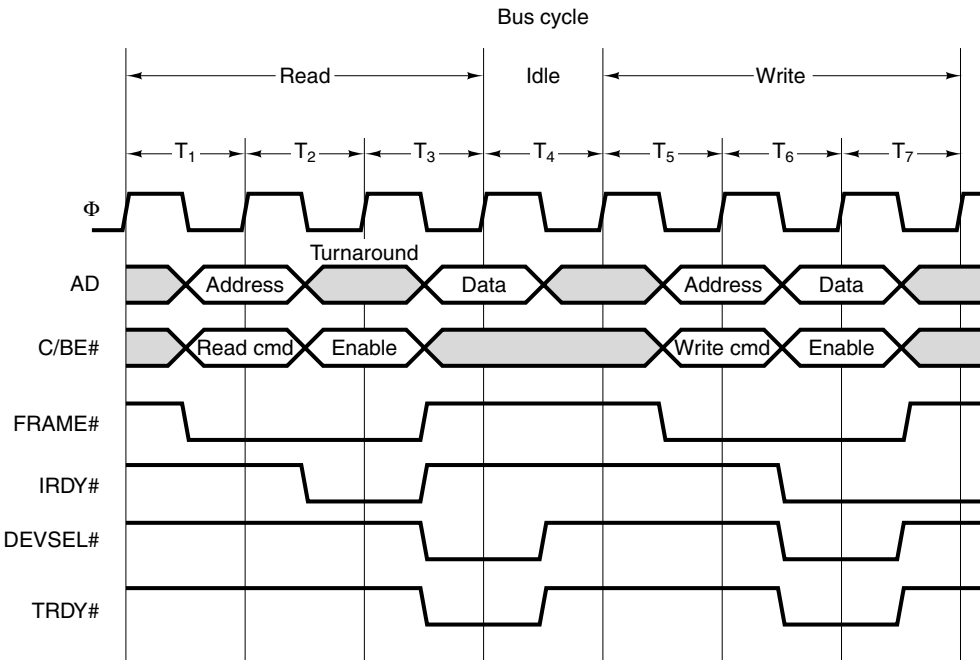 Bus cycle
Read Idle Write
T1 T2 T3 T4 T5 T6 T7
Φ
Turnaround
AD Address Data Address Data
C/BE# Read cmd Enable Write cmd Enable
FRAME#
IRDY#
DEVSEL#
TRDY#